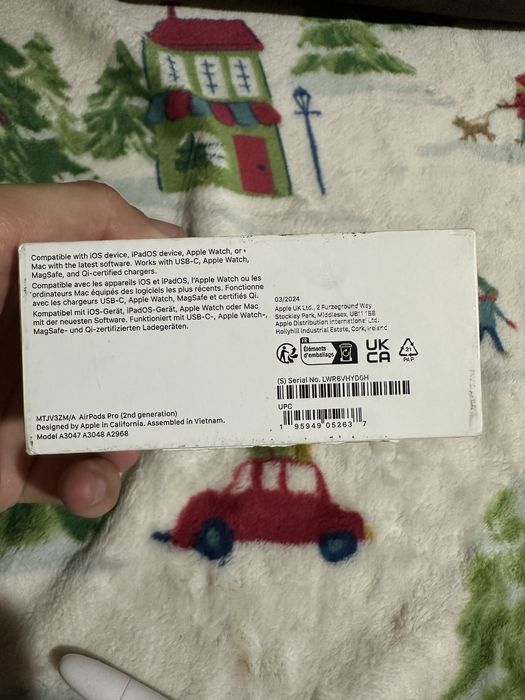 Compatible with iOS device, iPadOS device, Apple Watch, or
Mac with the latest software. Works with USB-C, Apple Watch,
MagSafe, and Qi-certified chargers.
Compatible avec les appareils iOS et iPadOS, l'Apple Watch ou les
ordinateurs Mac équipés des logiciels les plus récents. Fonctionne
avec les chargeurs USB-C, Apple Watch, MagSafe et certifiés Qi.
Kompatibel mit iOS-Gerät, iPadOS-Gerät, Apple Watch oder Mac
mit der neuesten Software. Funktioniert mit USB-C-, Apple Watch-,
MagSafe- und Qi-zertifizierten Ladegeräten.
MTJV3ZM/A AirPods Pro (2nd generation)
Designed by Apple in California. Assembled in Vietnam.
Model A3047 A3048 A2968
03/2024
Apple UK Ltd., 2 Furzeground Way
Stockley Park, Middlesex, UB11 1BB
Apple Distribution International Ltd.
Hollyhill Industrial Estate, Cork, Ireland
FR
Éléments
d'emballage
UK
CA
21
PAP
(S) Serial No. LWR6VHYD0H
UPC
1 95949 05263 7